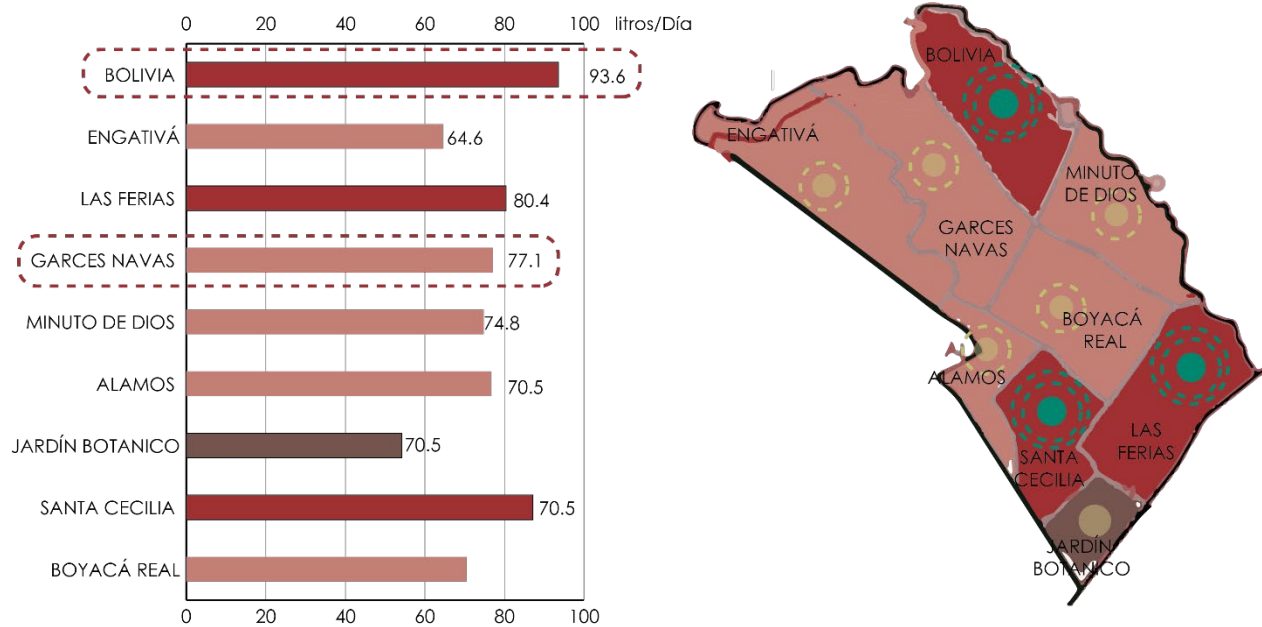 0 20 40 60 80 100 litros/Día
BOLIVIA 93.6
ENGATIVÁ 64.6
LAS FERIAS 80.4
GARCES NAVAS 77.1
MINUTO DE DIOS 74.8
ALAMOS 70.5
JARDÍN BOTANICO 70.5
SANTA CECILIA 70.5
BOYACÁ REAL
0 20 40 60 80 100
BOLIVIA
ENGATIVÁ
MINUTO
DE DIOS
GARCES
NAVAS
BOYACÁ
REAL
ALAMOS
LAS
FERIAS
SANTA
CECILIA
JARDÍN
BOTANICO